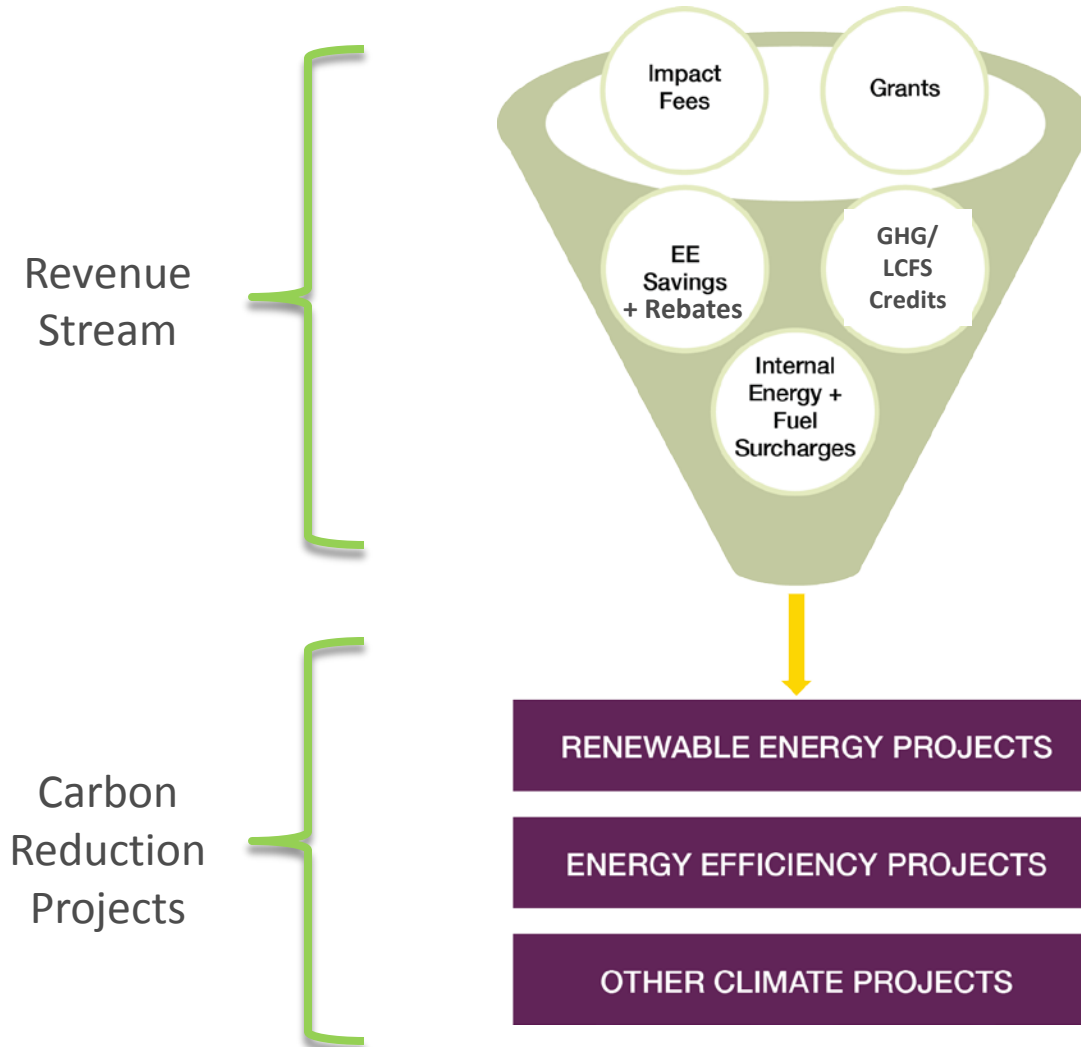 Revenue
Stream
Impact
Fees
Grants
EE
Savings
+ Rebates
GHG/
LCFS
Credits
Internal
Energy +
Fuel
Surcharges
Carbon
Reduction
Projects
RENEWABLE ENERGY PROJECTS
ENERGY EFFICIENCY PROJECTS
OTHER CLIMATE PROJECTS